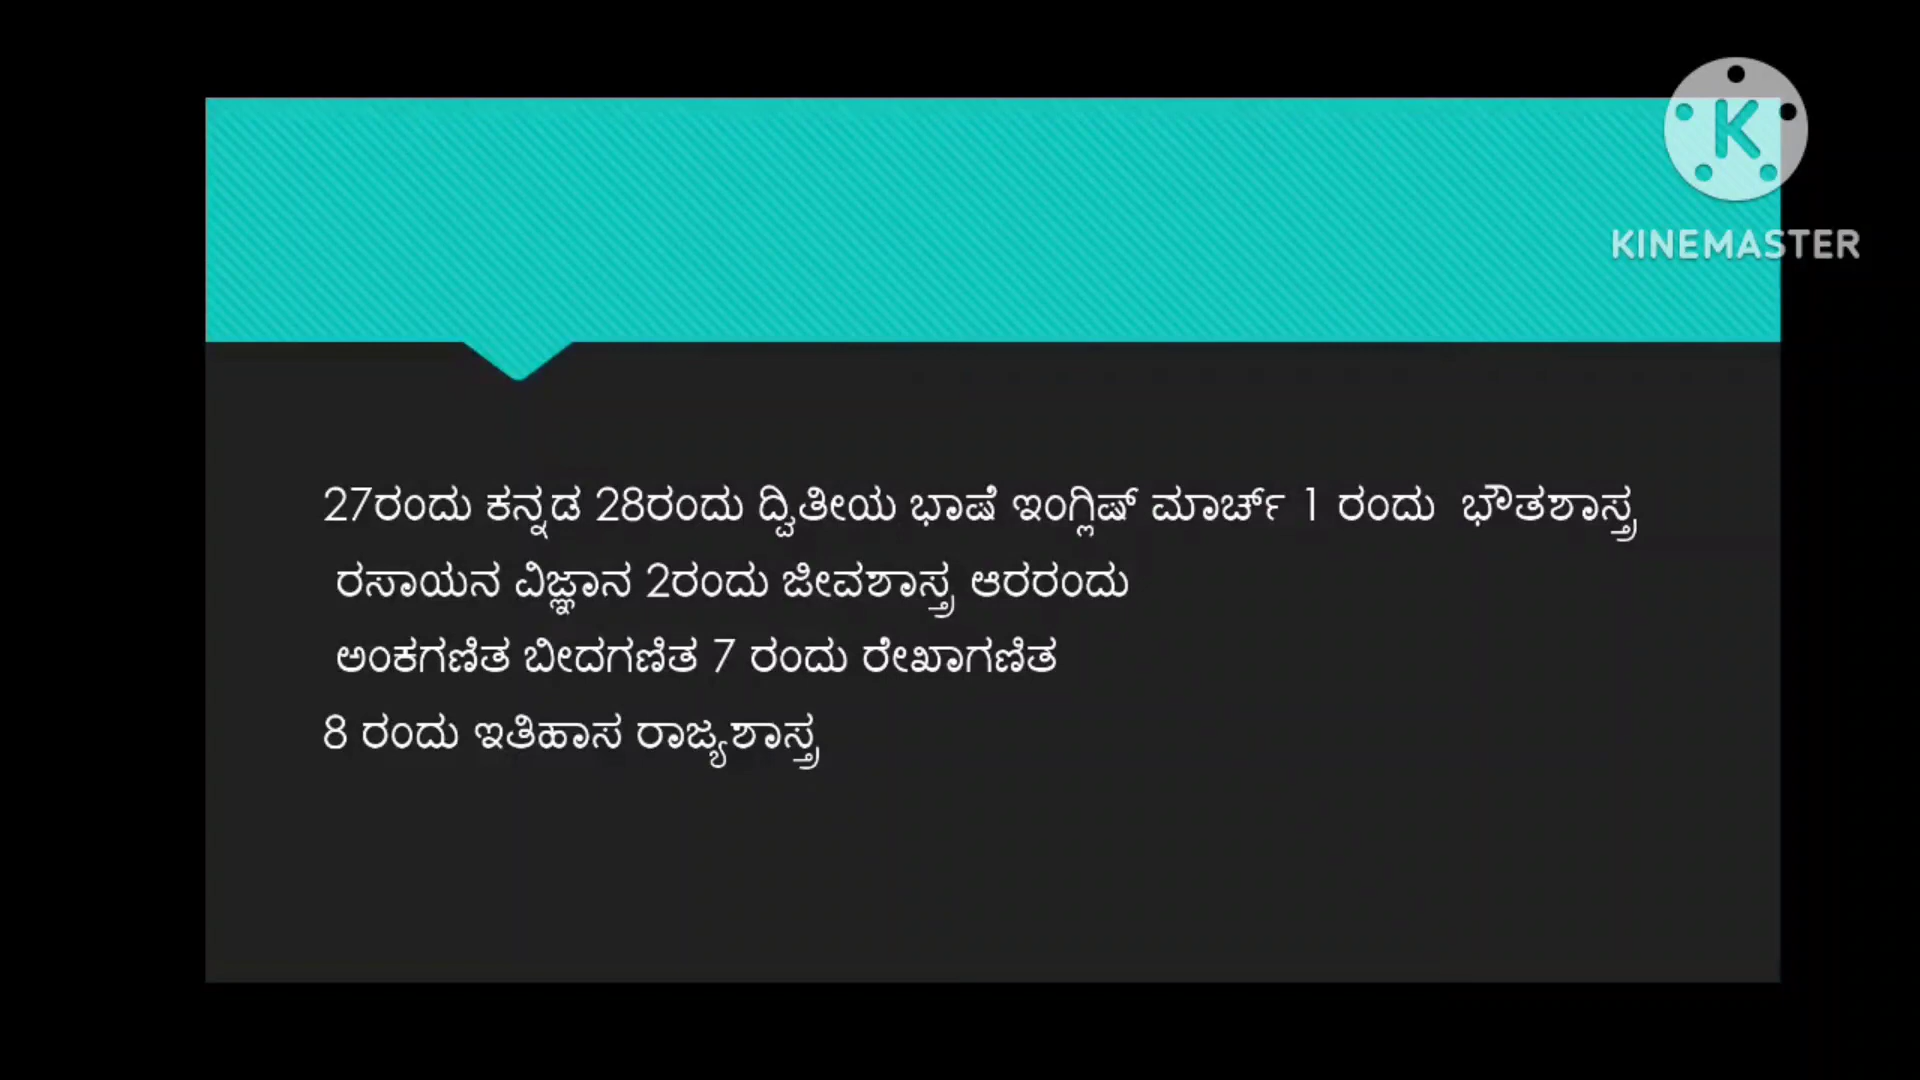 K
KINEMASTER
27ರಂದು ಕನ್ನಡ 28ರಂದು ದ್ವಿತೀಯ ಭಾಷೆ ಇಂಗ್ಲಿಷ್ ಮಾರ್ಚ್ 1 ರಂದು ಭೌತಶಾಸ್ತ್ರ
ರಸಾಯನ ವಿಜ್ಞಾನ 2ರಂದು ಜೀವಶಾಸ್ತ್ರ ಆರರಂದು
ಅಂಕಗಣಿತ ಬೀದಗಣಿತ 7 ರಂದು ರೇಖಾಗಣಿತ
8 ರಂದು ಇತಿಹಾಸ ರಾಜ್ಯಶಾಸ್ತ್ರ